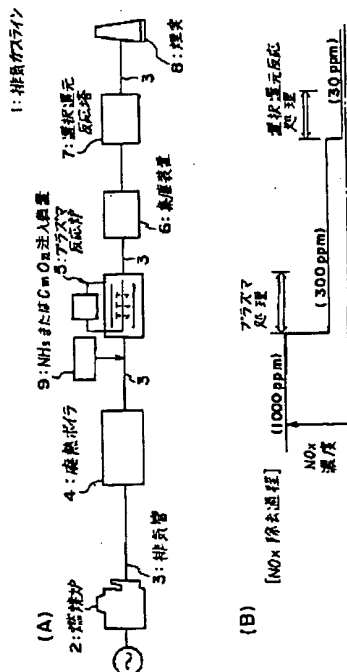 1:排気ガスライン
(A)
2:燃焼炉
3:排気管
4:廃熱ボイラ
3
9:NH₃またはCmOn注入装置
5:プラズマ
反応炉
3
6:集塵装置
7:選択還元
反応塔
3
8:煙突
(B)
[NOx除去過程]
NOx
濃度
(1000ppm)
プラズマ
処理
(300ppm)
選択還元反応
処理
(30ppm)